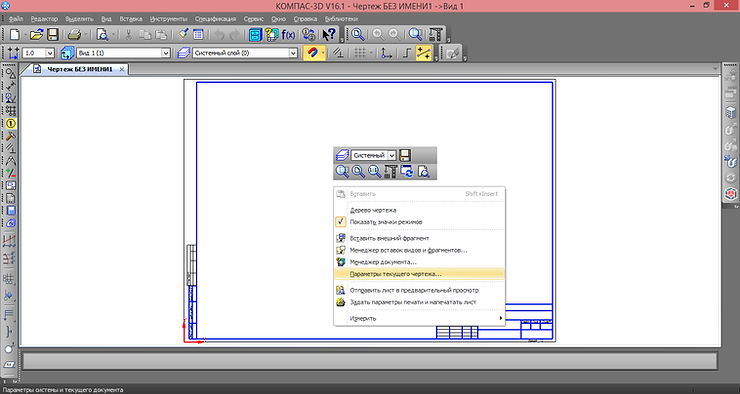 КОМПАС-3D V16.1 - Чертеж БЕЗ ИМЕНИ1 ->Вид 1
Файл Редактор Выделить Вид Вставка Инструменты Спецификация Сервис Окно Справка Библиотеки
1.0 Вид 1 (1) Системный слой (0)
Чертеж БЕЗ ИМЕНИ1
Системный
Вставить Shift+Insert
Дерево чертежа
Показать значки режимов
Вставить внешний фрагмент
Менеджер вставок видов и фрагментов...
Менеджер документа...
Параметры текущего чертежа...
Отправить лист в предварительный просмотр
Задать параметры печати и напечатать лист
Измерить
Параметры системы и текущего документа